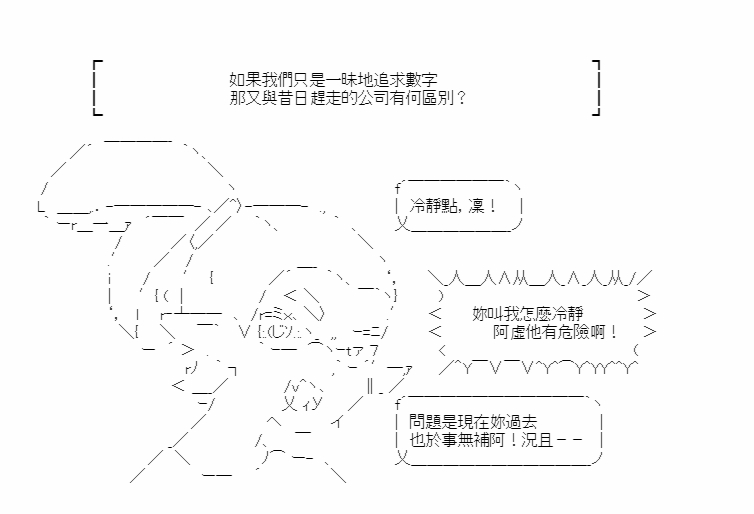 如果我們只是一昧地追求數字
那又與昔日趕走的公司有何區別？
冷靜點，凜！
妳叫我怎麼冷靜
阿虛他有危險啊！
問題是現在妳過去
也於事無補阿！況且－－